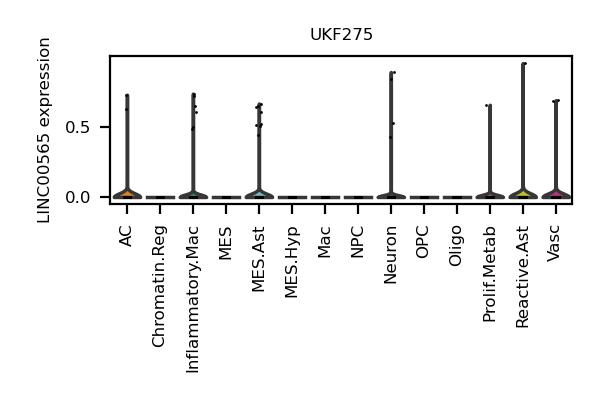 UKF275
LINC00565 expression
0.5
0.0
AC
Chromatin.Reg
Inflammatory.Mac
MES
MES.Ast
MES.Hyp
Mac
NPC
Neuron
OPC
Oligo
Prolif.Metab
Reactive.Ast
Vasc